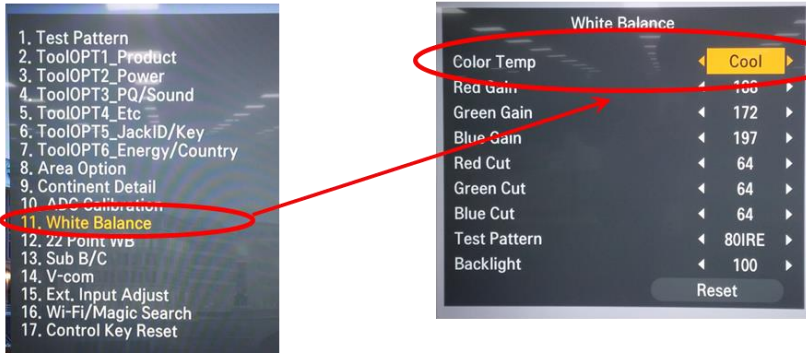 1. Test Pattern
2. ToolOPT1_Product
3. ToolOPT2_Power
4. ToolOPT3_PQ/Sound
5. ToolOPT4_Etc
6. ToolOPT5_JackID/Key
7. ToolOPT6_Energy/Country
8. Area Option
9. Continent Detail
10. ADC Calibration
11. White Balance
12. 22 Point WB
13. Sub B/C
14. V-com
15. Ext. Input Adjust
16. Wi-Fi/Magic Search
17. Control Key Reset
White Balance
Color Temp Cool
Red Gain
Green Gain 172
Blue Gain 197
Red Cut 64
Green Cut 64
Blue Cut 64
Test Pattern 80IRE
Backlight 100
Reset